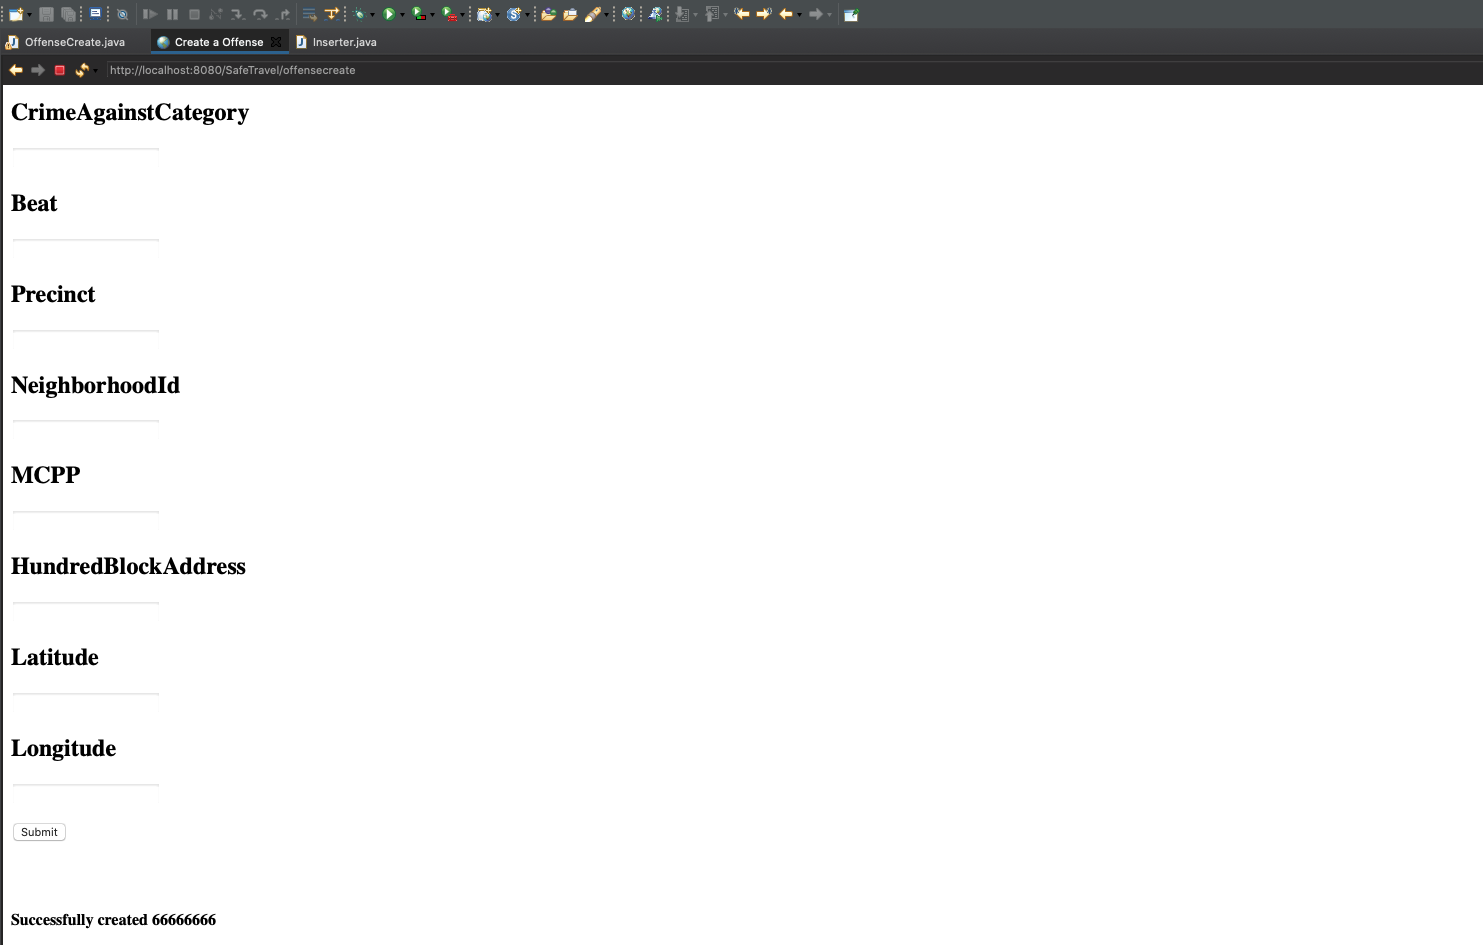 OffenseCreate.java
Create a Offense
Inserter.java
http://localhost:8080/SafeTravel/offensecreate
CrimeAgainstCategory
Beat
Precinct
NeighborhoodId
MCPP
HundredBlockAddress
Latitude
Longitude
Submit
Successfully created 66666666